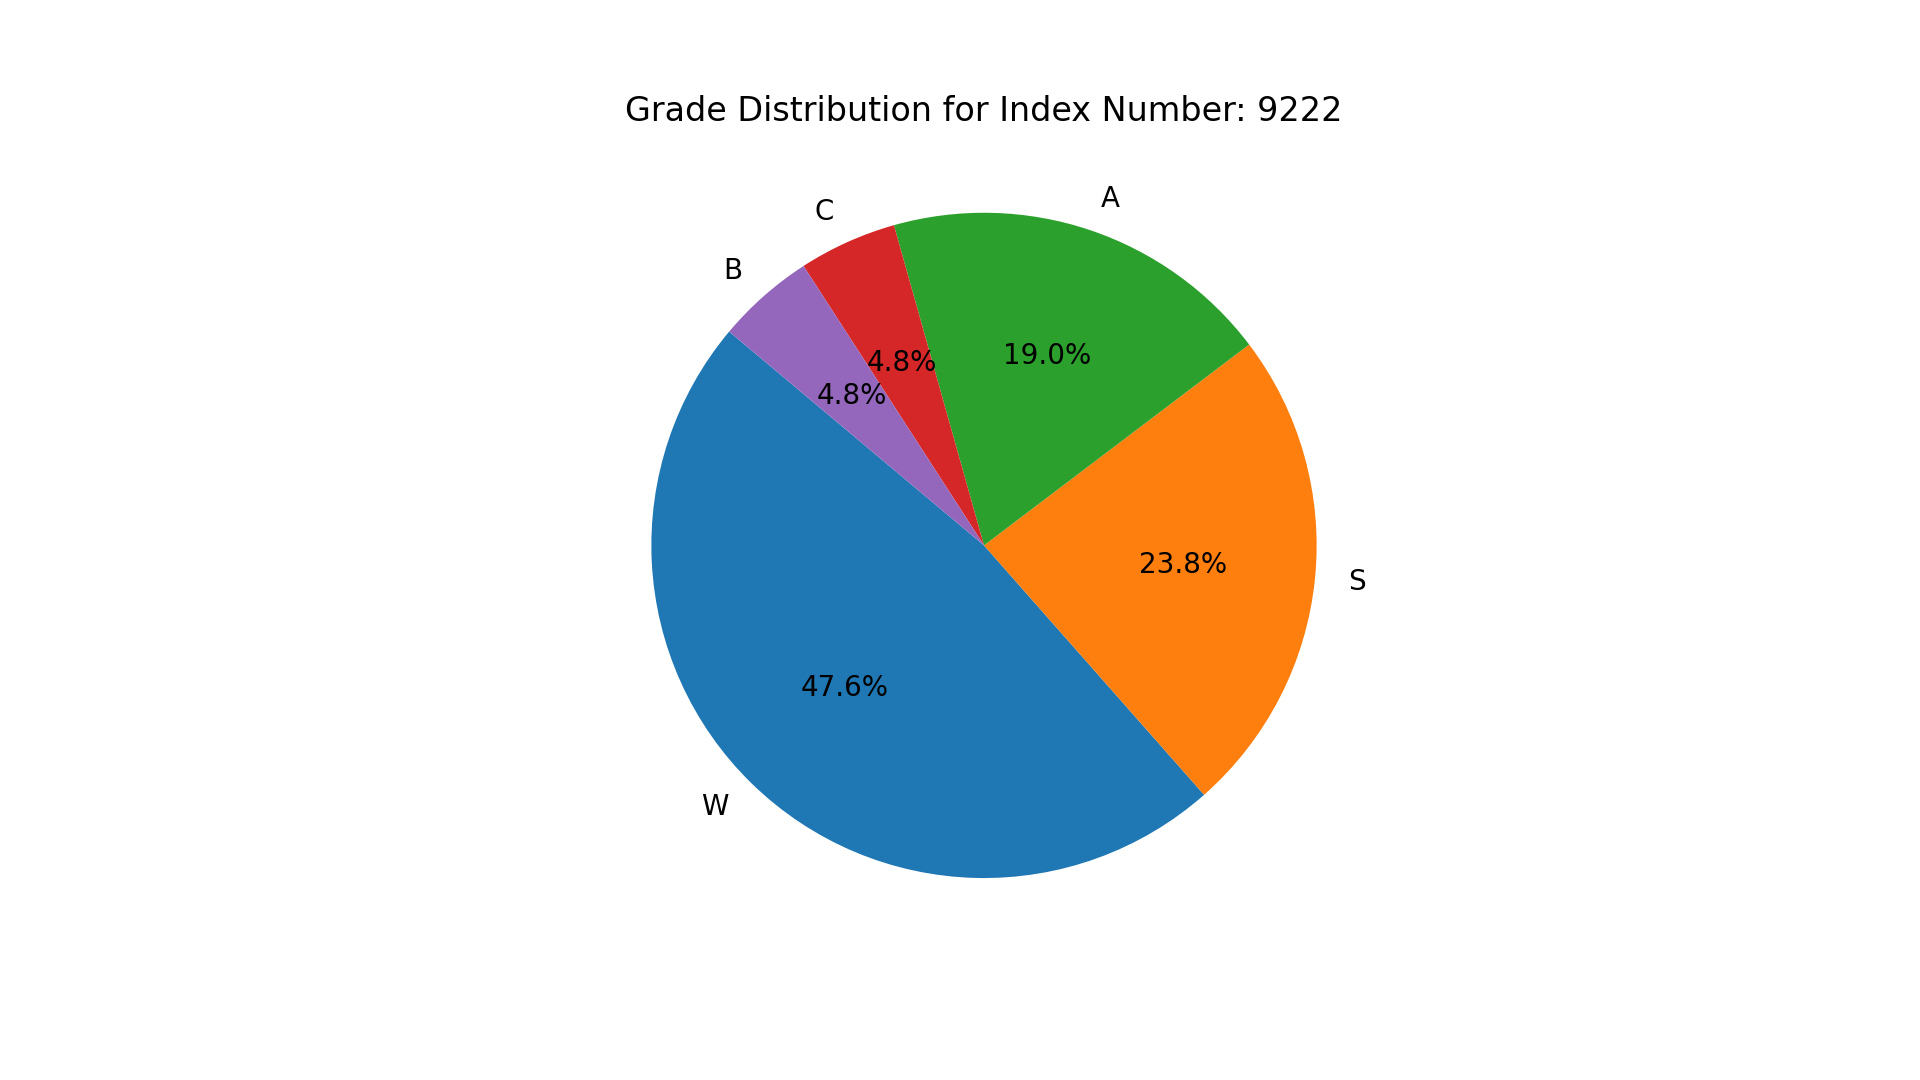 Grade Distribution for Index Number: 9222
A
C
B
4.8%
19.0%
4.8%
23.8%
S
47.6%
W